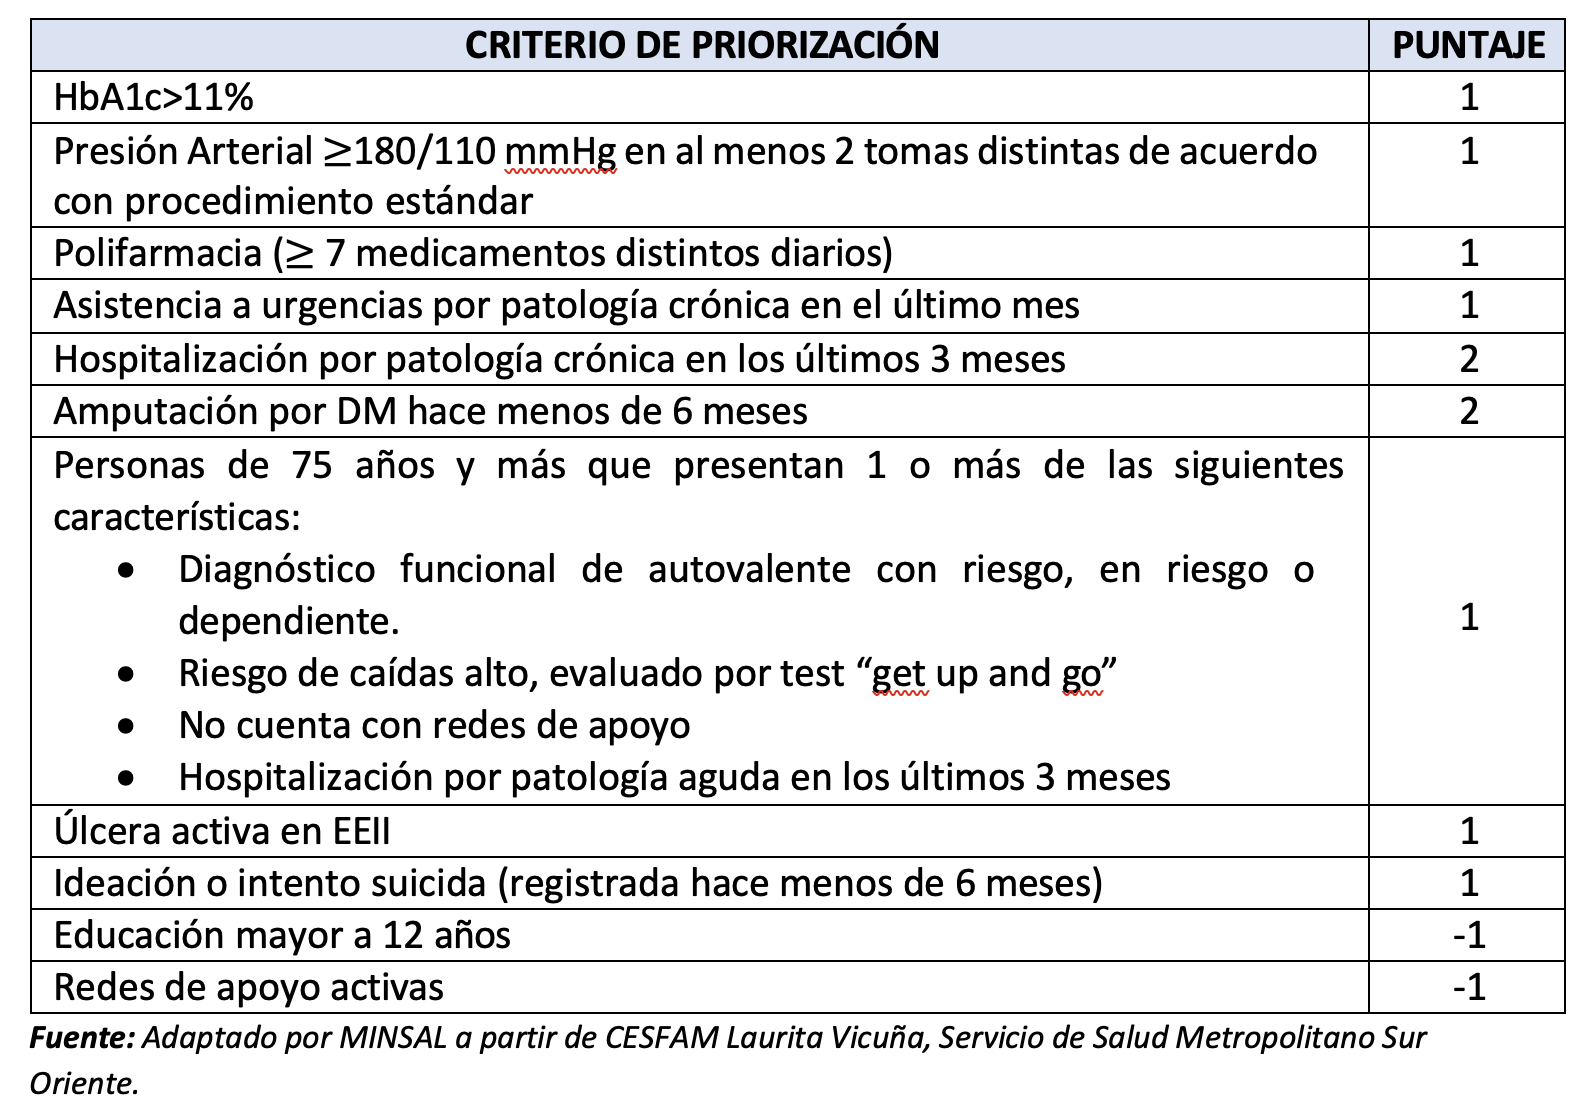 CRITERIO DE PRIORIZACIÓN PUNTAJE
HbA1c>11% 1
Presión Arterial ≥180/110 mmHg en al menos 2 tomas distintas de acuerdo 1
con procedimiento estándar
Polifarmacia (≥ 7 medicamentos distintos diarios) 1
Asistencia a urgencias por patología crónica en el último mes 1
Hospitalización por patología crónica en los últimos 3 meses 2
Amputación por DM hace menos de 6 meses 2
Personas de 75 años y más que presentan 1 o más de las siguientes
características:
• Diagnóstico funcional de autovalente con riesgo, en riesgo o
dependiente.
1
• Riesgo de caídas alto, evaluado por test “get up and go”
• No cuenta con redes de apoyo
• Hospitalización por patología aguda en los últimos 3 meses
Úlcera activa en EEII 1
Ideación o intento suicida (registrada hace menos de 6 meses) 1
Educación mayor a 12 años -1
Redes de apoyo activas -1
Fuente: Adaptado por MINSAL a partir de CESFAM Laurita Vicuña, Servicio de Salud Metropolitano Sur
Oriente.